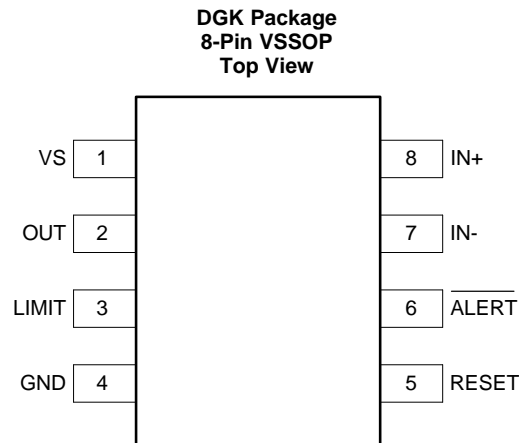 DGK Package
8-Pin VSSOP
Top View
VS 1 8 IN+
OUT 2 7 IN-
LIMIT 3 6 ALERT
GND 4 5 RESET